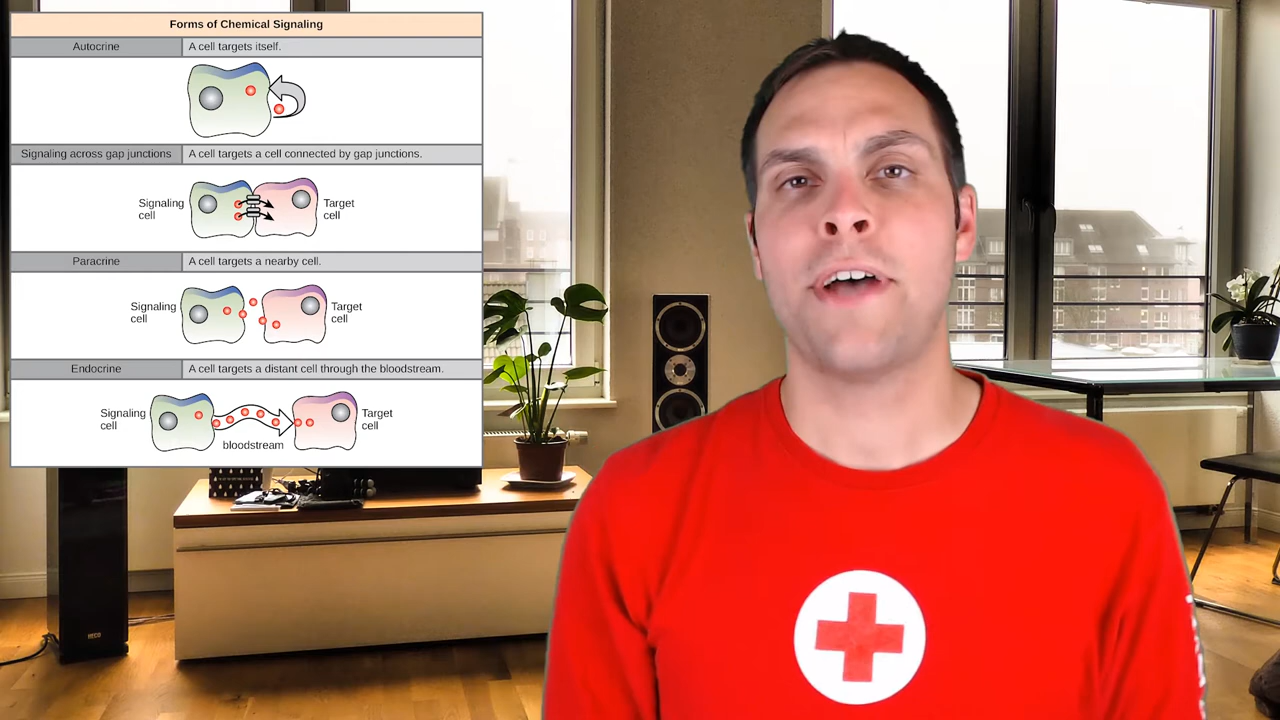 Forms of Chemical Signaling
Autocrine
A cell targets itself.
Signaling across gap junctions
A cell targets a cell connected by gap junctions.
Signaling
cell
Target
cell
Paracrine
A cell targets a nearby cell.
Signaling
cell
Target
cell
Endocrine
A cell targets a distant cell through the bloodstream.
Signaling
cell
bloodstream
Target
cell